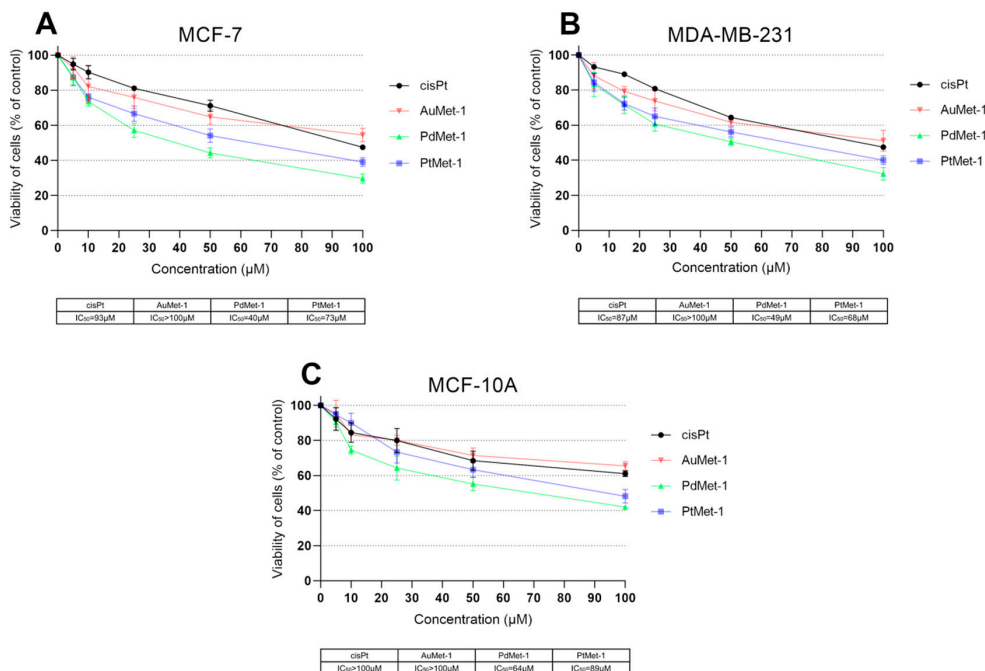 A
MCF-7
Viability of cells (% of control)
100
80
60
40
20
0
0 10 20 30 40 50 60 70 80 90 100
Concentration (µM)
cisPt
AuMet-1
PdMet-1
PtMet-1
cisPt AuMet-1 PdMet-1 PtMet-1
IC₅₀=93µM IC₅₀>100µM IC₅₀=40µM IC₅₀=73µM
B
MDA-MB-231
Viability of cells (% of control)
100
80
60
40
20
0
0 10 20 30 40 50 60 70 80 90 100
Concentration (µM)
cisPt
AuMet-1
PdMet-1
PtMet-1
cisPt AuMet-1 PdMet-1 PtMet-1
IC₅₀=87µM IC₅₀>100µM IC₅₀=49µM IC₅₀=68µM
C
MCF-10A
Viability of cells (% of control)
100
80
60
40
20
0
0 10 20 30 40 50 60 70 80 90 100
Concentration (µM)
cisPt
AuMet-1
PdMet-1
PtMet-1
cisPt AuMet-1 PdMet-1 PtMet-1
IC₅₀>100µM IC₅₀>100µM IC₅₀=64µM IC₅₀=89µM